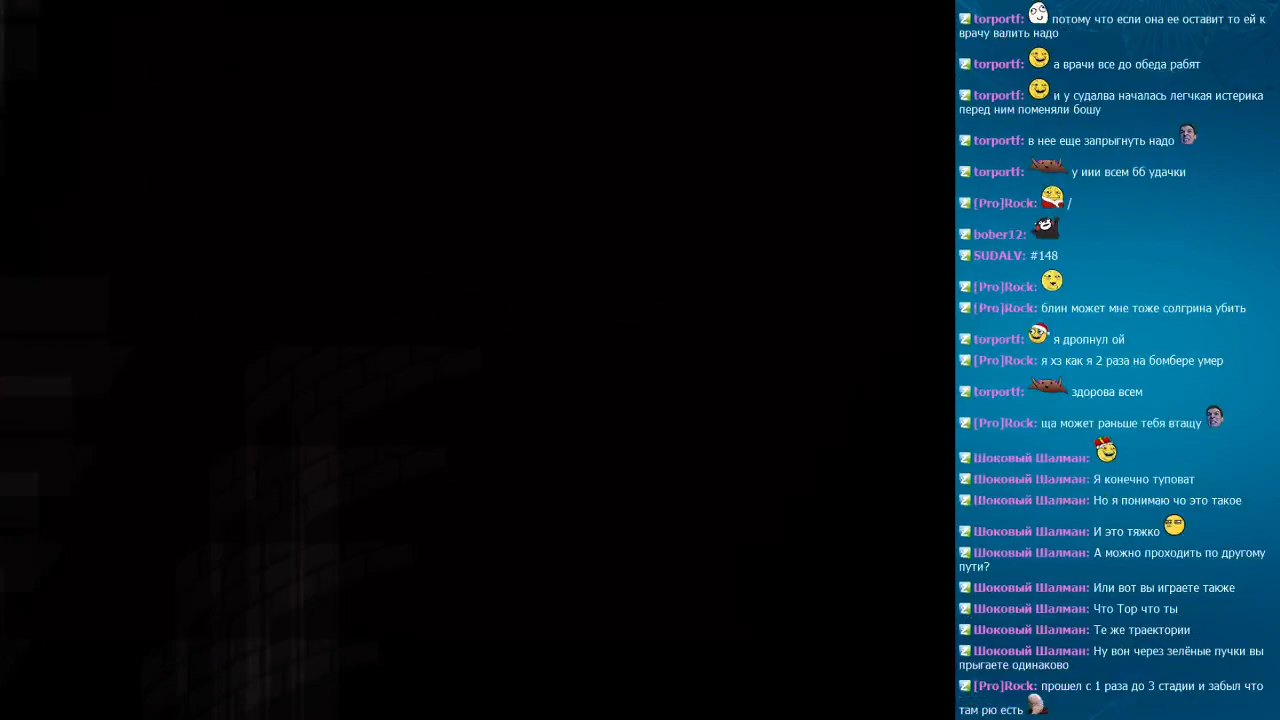 torportf: потому что если она ее оставит то ей к
врачу валить надо
torportf: а врачи все до обеда рабят
torportf: и у судалва началась легчкая истерика
перед ним поменяли бошу
torportf: в нее еще запрыгнуть надо
torportf: у иии всем 66 удачки
[Pro]Rock: /
bober12:
SUDALV: #148
[Pro]Rock:
[Pro]Rock: блин может мне тоже солгрина убить
torportf: я дропнул ой
[Pro]Rock: я хз как я 2 раза на бомбере умер
torportf: здорова всем
[Pro]Rock: ща может раньше тебя втащу
Шоковый Шалман:
Шоковый Шалман: Я конечно туповат
Шоковый Шалман: Но я понимаю чо это такое
Шоковый Шалман: И это тяжко
Шоковый Шалман: А можно проходить по другому
пути?
Шоковый Шалман: Или вот вы играете также
Шоковый Шалман: Что Тор что ты
Шоковый Шалман: Те же траектории
Шоковый Шалман: Ну вон через зелёные пучки вы
прыгаете одинаково
[Pro]Rock: прошел с 1 раза до 3 стадии и забыл что
там рю есть